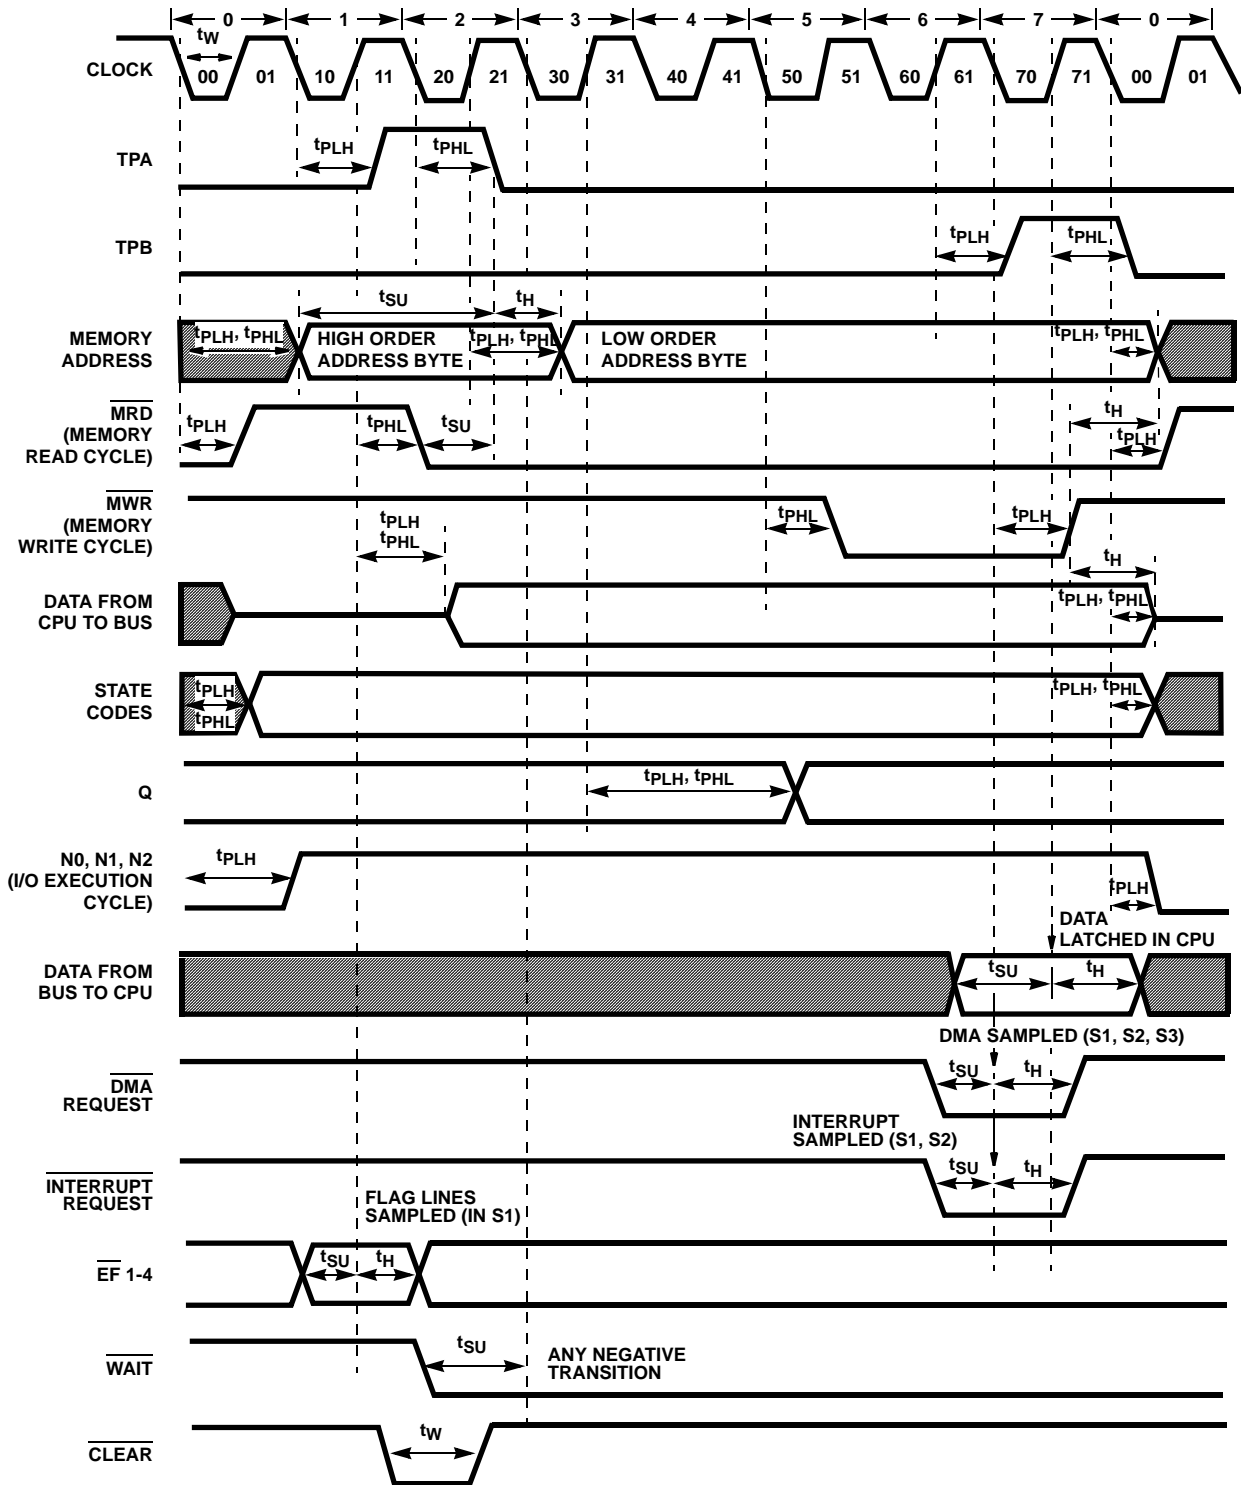 0 1 2 3 4 5 6 7 0
tW
CLOCK 00 01 10 11 20 21 30 31 40 41 50 51 60 61 70 71 00 01
TPA tPLH tPHL
TPB tPLH tPHL
tSU tH
MEMORY
ADDRESS
tPLH, tPHL
HIGH ORDER
ADDRESS BYTE
tPLH, tPHL
LOW ORDER
ADDRESS BYTE
tPLH, tPHL
MRD
(MEMORY
READ CYCLE)
tPLH tPHL tSU tH
tPLH
MWR
(MEMORY
WRITE CYCLE)
tPLH
tPHL
tPHL tPLH
tH
DATA FROM
CPU TO BUS
tPLH, tPHL
STATE
CODES
tPLH
tPHL
tPLH, tPHL
Q tPLH, tPHL
N0, N1, N2
(I/O EXECUTION
CYCLE)
tPLH tPLH
DATA
LATCHED IN CPU
DATA FROM
BUS TO CPU
tSU tH
DMA SAMPLED (S1, S2, S3)
DMA
REQUEST
tSU tH
INTERRUPT
SAMPLED (S1, S2)
INTERRUPT
REQUEST
tSU tH
FLAG LINES
SAMPLED (IN S1)
EF 1-4 tSU tH
WAIT tSU
ANY NEGATIVE
TRANSITION
CLEAR tW